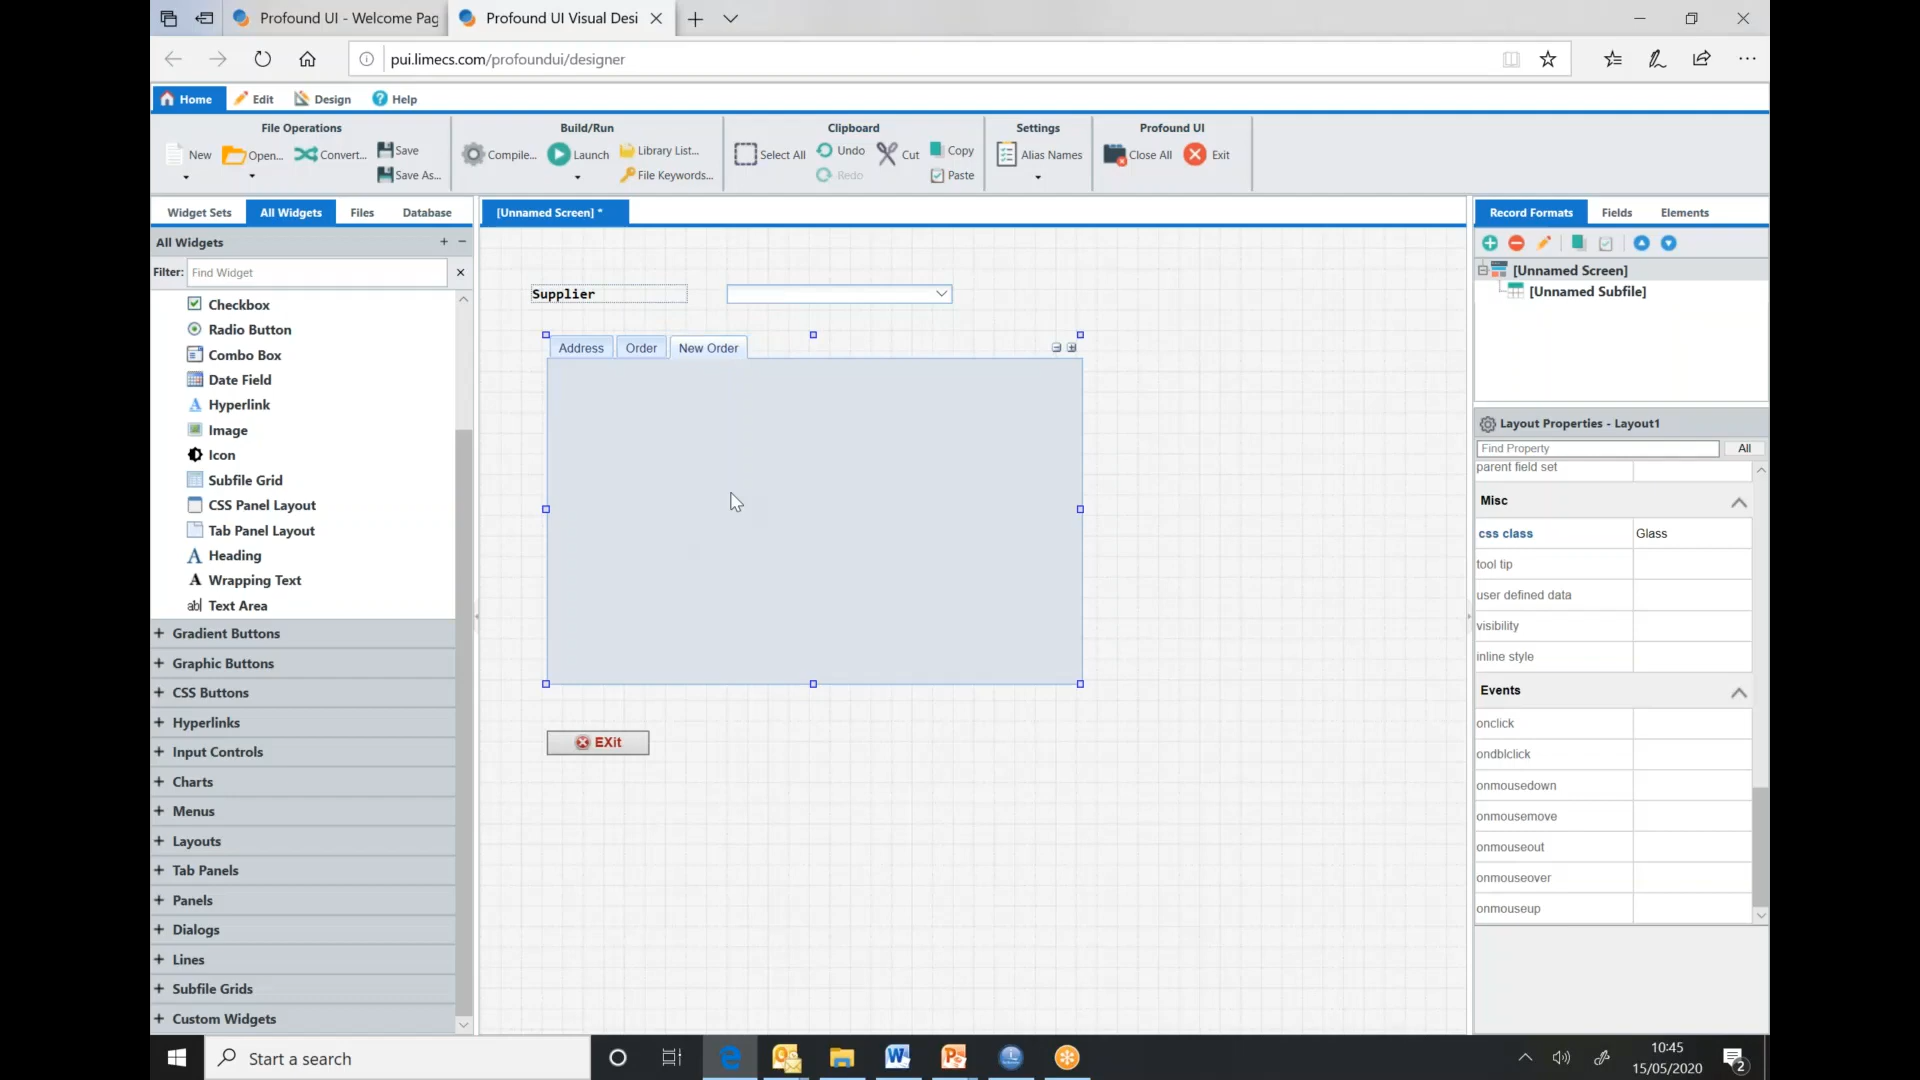 Profound UI - Welcome Pag
Profound UI Visual Desi
pui.limecs.com/profoundui/designer
Home
Edit
Design
Help
File Operations
Build/Run
Clipboard
Settings
Profound UI
New
Open...
Convert...
Save
Save As...
Compile...
Launch
Library List...
File Keywords...
Select All
Undo
Redo
Cut
Copy
Paste
Alias Names
Close All
Exit
Widget Sets
All Widgets
Files
Database
[Unnamed Screen] *
Record Formats
Fields
Elements
All Widgets
Filter:
Find Widget
Checkbox
Radio Button
Combo Box
Date Field
Hyperlink
Image
Icon
Subfile Grid
CSS Panel Layout
Tab Panel Layout
Heading
Wrapping Text
Text Area
Gradient Buttons
Graphic Buttons
CSS Buttons
Hyperlinks
Input Controls
Charts
Menus
Layouts
Tab Panels
Panels
Dialogs
Lines
Subfile Grids
Custom Widgets
Supplier
Address
Order
New Order
EXit
[Unnamed Screen]
[Unnamed Subfile]
Layout Properties - Layout1
Find Property
All
parent field set
Misc
css class
Glass
tool tip
user defined data
visibility
inline style
Events
onclick
ondblclick
onmousedown
onmousemove
onmouseout
onmouseover
onmouseup
Start a search
10:45
15/05/2020
2